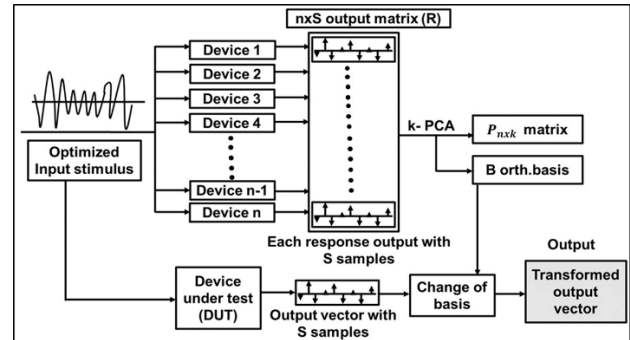 nxS output matrix (R)
Device 1
Device 2
Device 3
Device 4
Device n-1
Device n
Optimized
Input stimulus
k- PCA
P_{nxk} matrix
B orth.basis
Each response output with
S samples
Device
under test
(DUT)
Output vector with
S samples
Change of
basis
Output
Transformed
output
vector